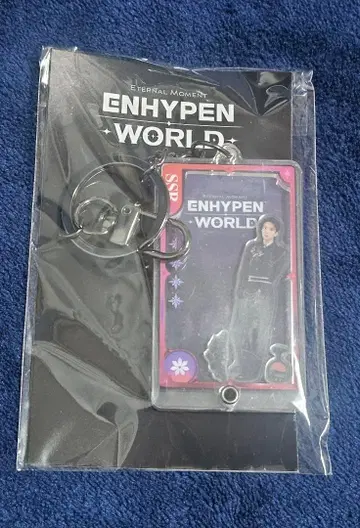 ETERNAL MOMENT
ENHYPEN
WORLD
SSR
ENHYPEN
WORLD